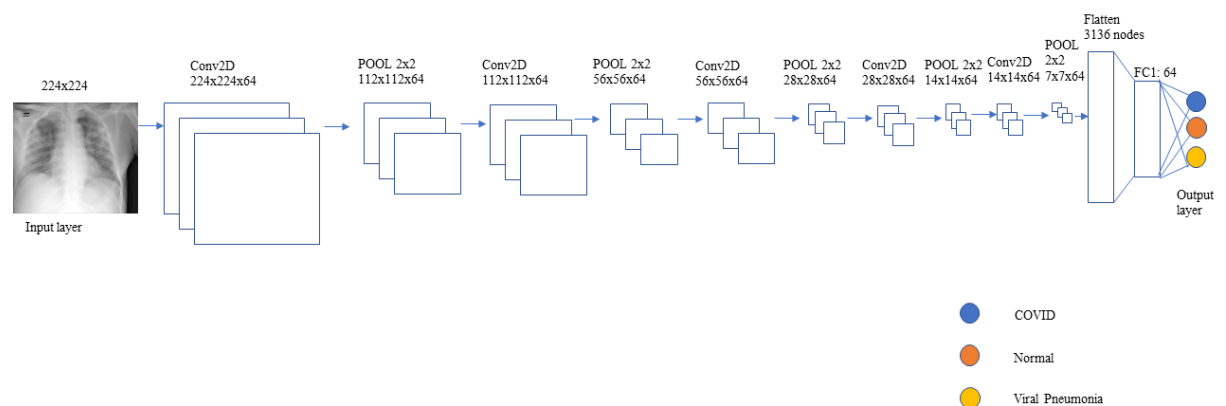 224x224
Input layer
Conv2D
224x224x64
POOL 2x2
112x112x64
Conv2D
112x112x64
POOL 2x2
56x56x64
Conv2D
56x56x64
POOL 2x2
28x28x64
Conv2D
28x28x64
POOL 2x2
14x14x64
Conv2D
14x14x64
POOL
2x2
7x7x64
Flatten
3136 nodes
FC1: 64
Output
layer
COVID
Normal
Viral Pneumonia